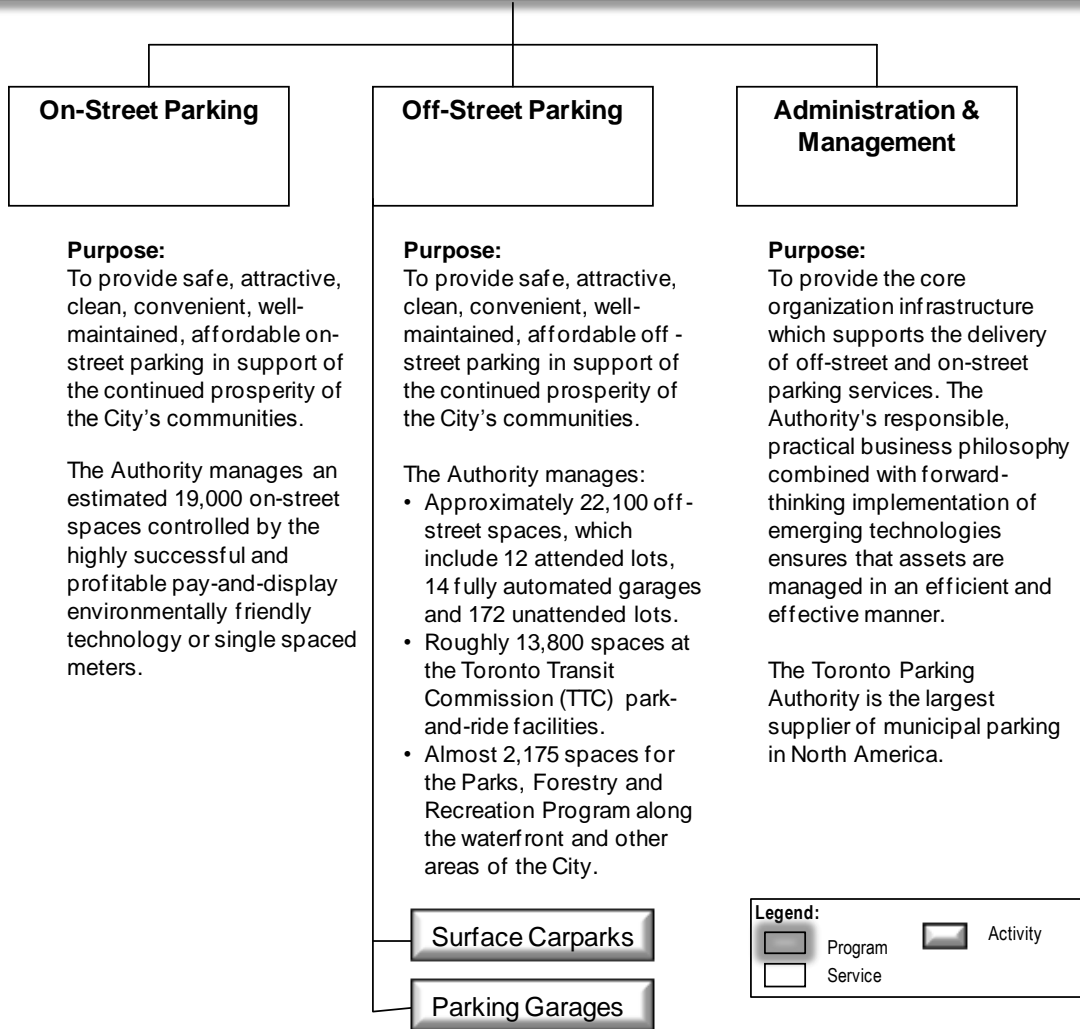 On-Street Parking
Off-Street Parking
Administration &
Management
Purpose:
To provide safe, attractive,
clean, convenient, well-
maintained, affordable on-
street parking in support of
the continued prosperity of
the City’s communities.
The Authority manages an
estimated 19,000 on-street
spaces controlled by the
highly successful and
profitable pay-and-display
environmentally friendly
technology or single spaced
meters.
Purpose:
To provide safe, attractive,
clean, convenient, well-
maintained, affordable off -
street parking in support of
the continued prosperity of
the City’s communities.
The Authority manages:
• Approximately 22,100 off-
street spaces, which
include 12 attended lots,
14 fully automated garages
and 172 unattended lots.
• Roughly 13,800 spaces at
the Toronto Transit
Commission (TTC) park-
and-ride facilities.
• Almost 2,175 spaces for
the Parks, Forestry and
Recreation Program along
the waterfront and other
areas of the City.
Surface Carparks
Parking Garages
Purpose:
To provide the core
organization infrastructure
which supports the delivery
of off-street and on-street
parking services. The
Authority's responsible,
practical business philosophy
combined with forward-
thinking implementation of
emerging technologies
ensures that assets are
managed in an efficient and
effective manner.
The Toronto Parking
Authority is the largest
supplier of municipal parking
in North America.
Legend:
Program
Activity
Service